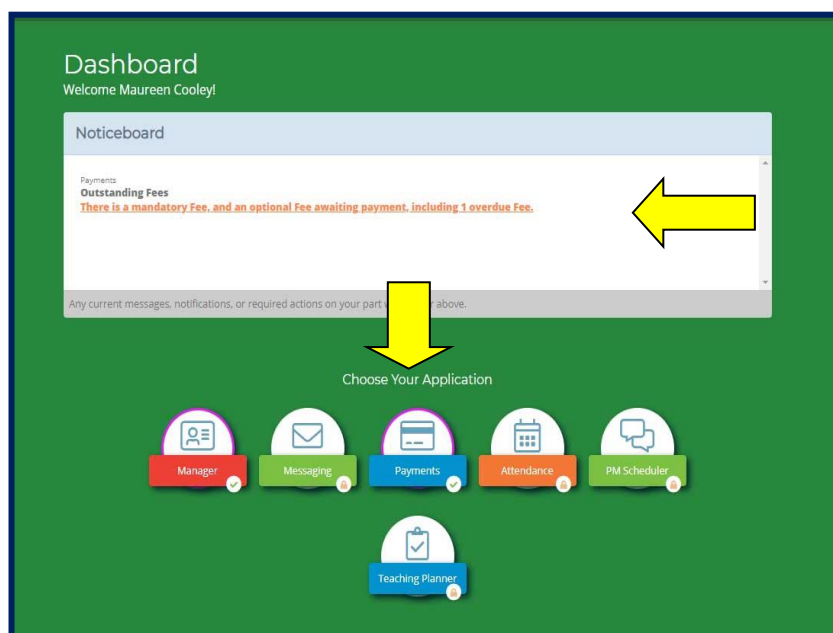 Dashboard
Welcome Maureen Cooley!
Noticeboard
Payments
Outstanding Fees
There is a mandatory Fee, and an optional Fee awaiting payment, including 1 overdue Fee.
Any current messages, notifications, or required actions on your part above.
Choose Your Application
Manager Messaging Payments Attendance PM Scheduler
Teaching Planner